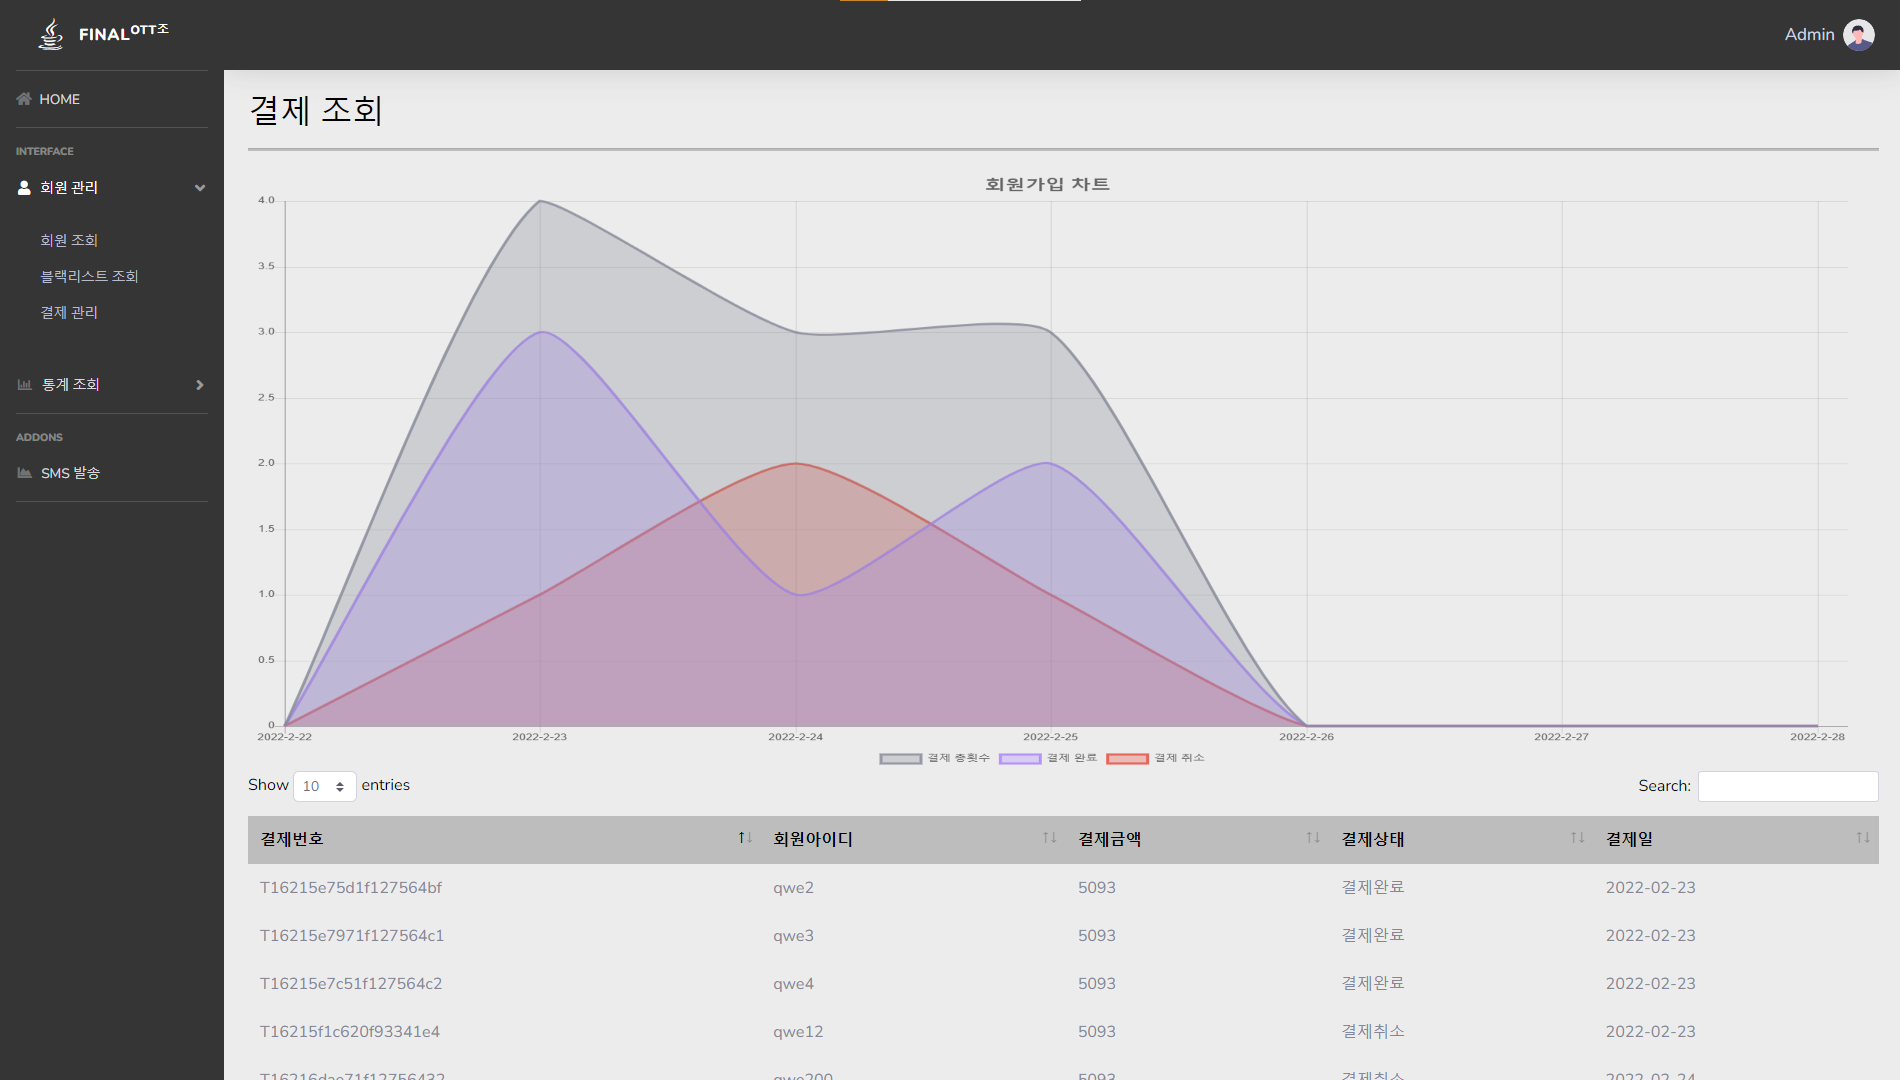 FINAL OTT조
Admin
HOME
INTERFACE
회원 관리
회원 조회
블랙리스트 조회
결제 관리
통계 조회
ADDONS
SMS 발송
결제 조회
회원가입 차트
4.0
3.5
3.0
2.5
2.0
1.5
1.0
0.5
0
2022-2-22 2022-2-23 2022-2-24 2022-2-25 2022-2-26 2022-2-27 2022-2-28
결제 총횟수 결제 완료 결제 취소
Show 10 entries Search:
결제번호 회원아이디 결제금액 결제상태 결제일
T16215e75d1f127564bf qwe2 5093 결제완료 2022-02-23
T16215e7971f127564c1 qwe3 5093 결제완료 2022-02-23
T16215e7c51f127564c2 qwe4 5093 결제완료 2022-02-23
T16215f1c620f93341e4 qwe12 5093 결제취소 2022-02-23
T16216dae71f12756432 qwe200 5093 결제취소 2022-02-24